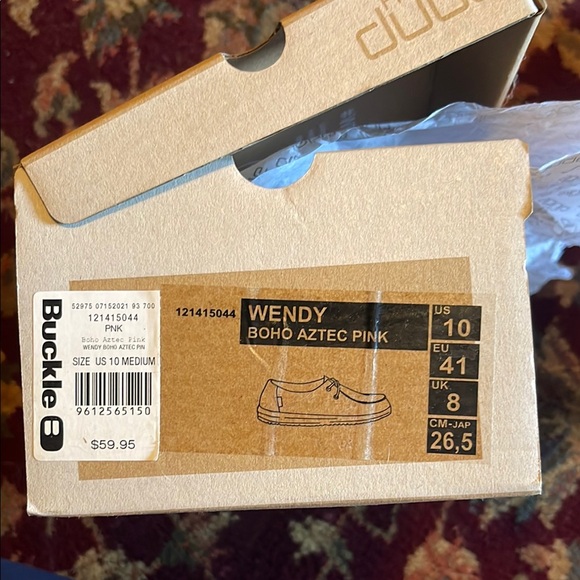 dude
Buckle B
52975 07152021 93 700
121415044
PNK
Boho Aztec Pink
WENDY BOHO AZTEC PIN
SIZE US 10 MEDIUM
9612565150
$59.95
121415044
WENDY
BOHO AZTEC PINK
US
10
EU
41
UK
8
CM-JAP
26,5